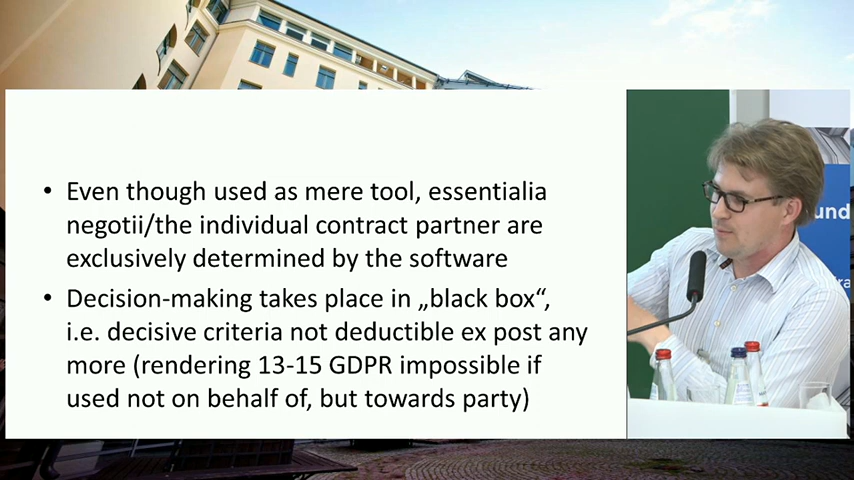 • Even though used as mere tool, essentialia
negotii/the individual contract partner are
exclusively determined by the software
• Decision-making takes place in „black box“,
i.e. decisive criteria not deductible ex post any
more (rendering 13-15 GDPR impossible if
used not on behalf of, but towards party)
und